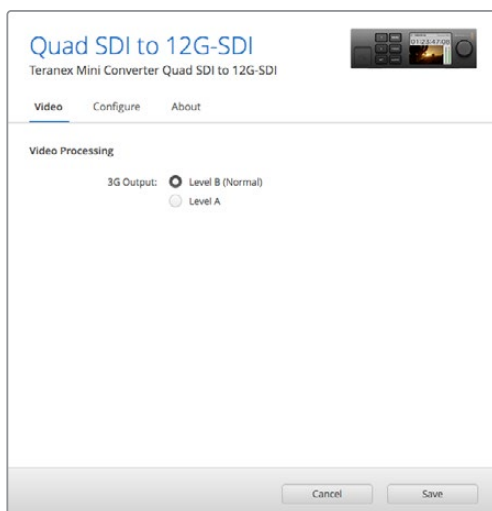 Quad SDI to 12G-SDI
Teranex Mini Converter Quad SDI to 12G-SDI
Video Configure About
Video Processing
3G Output: Level B (Normal)
Level A
Cancel Save